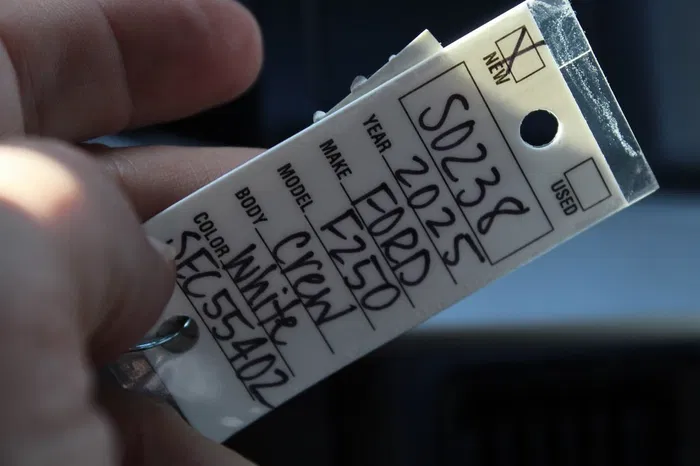 NEW
USED
S0238
YEAR 2025
MAKE FORD
MODEL F250
BODY Crew
COLOR White
SEC55402